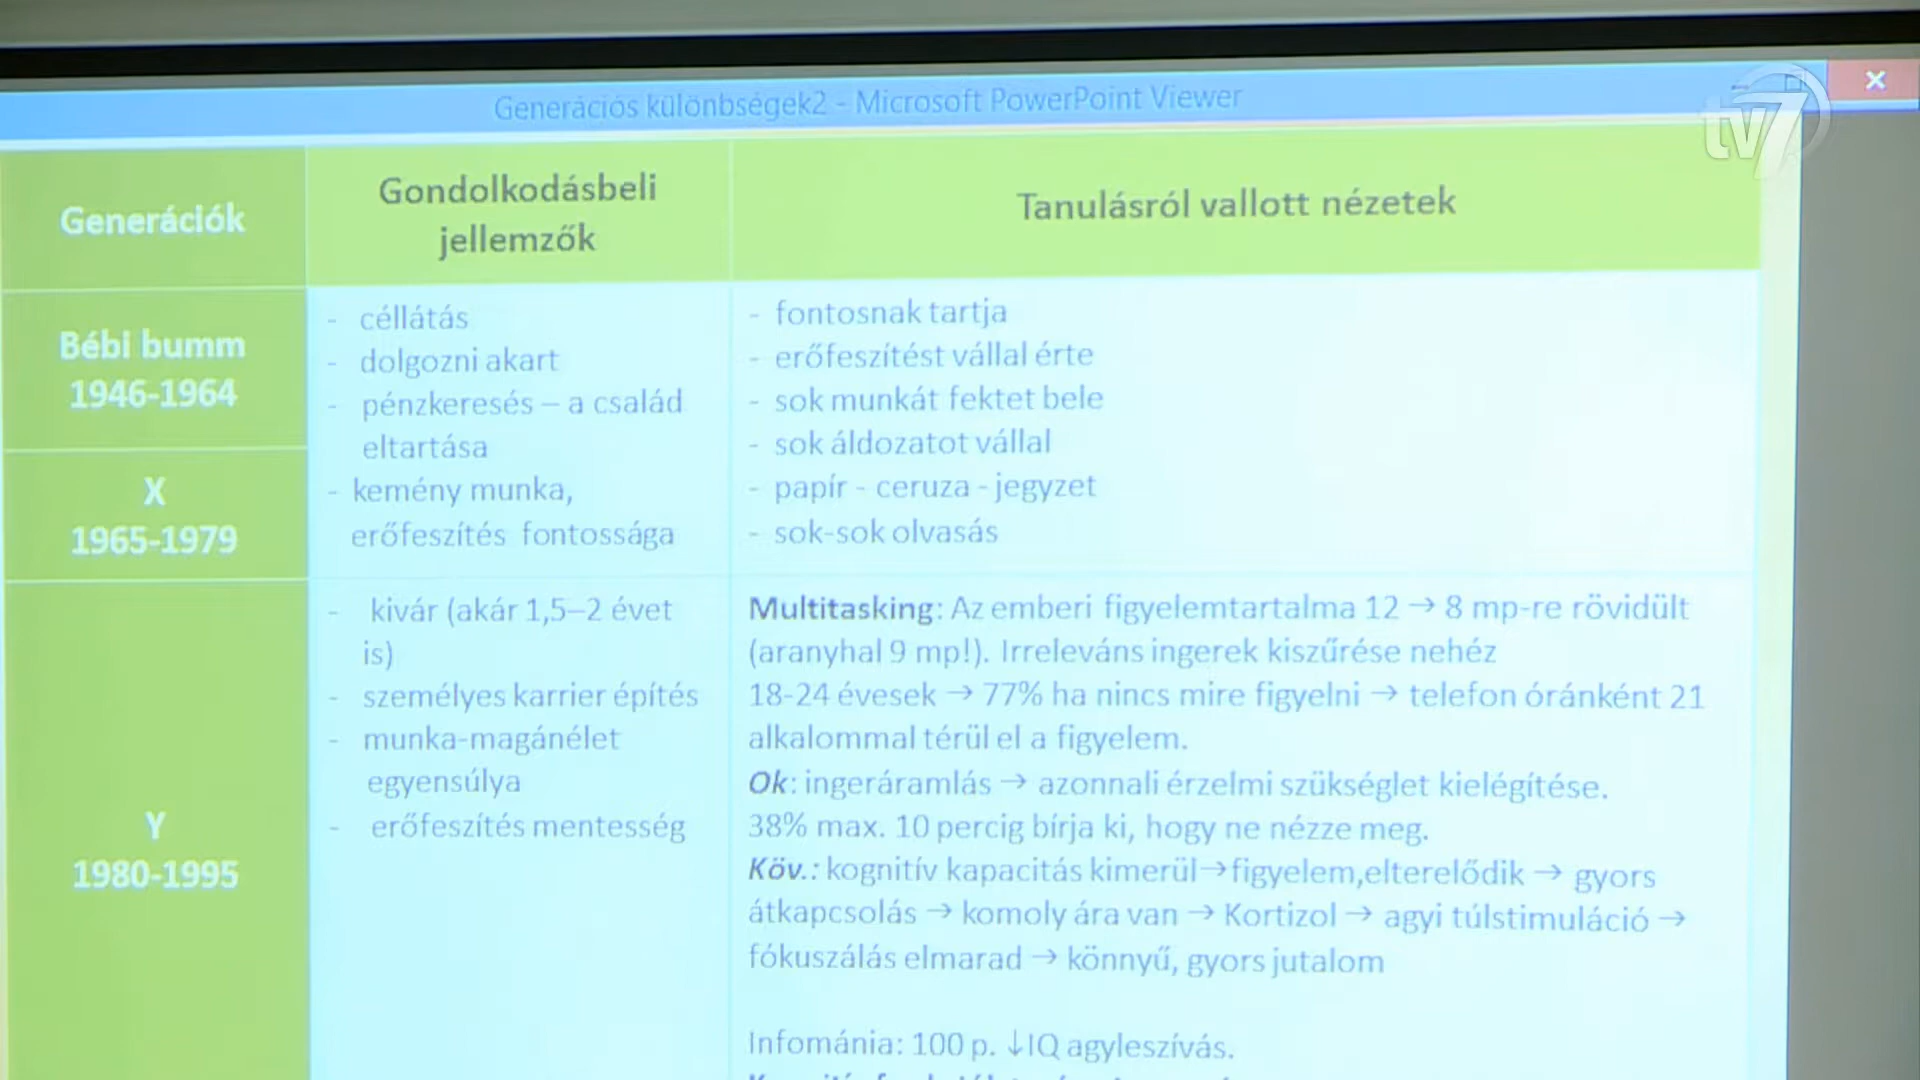 Generációs különbségek2 - Microsoft PowerPoint Viewer
tv7
Generációk
Gondolkodásbeli
jellemzők
Tanulásról vallott nézetek
Bébi bumm
1946-1964
X
1965-1979
- céllátás
- dolgozni akart
- pénzkeresés – a család
eltartása
- kemény munka,
erőfeszítés fontossága
- fontosnak tartja
- erőfeszítést vállal érte
- sok munkát fektet bele
- sok áldozatot vállal
- papír - ceruza - jegyzet
- sok-sok olvasás
Y
1980-1995
- kivár (akár 1,5–2 évet
is)
- személyes karrier építés
- munka-magánélet
egyensúlya
- erőfeszítés mentesség
Multitasking: Az emberi figyelemtartalma 12 → 8 mp-re rövidült
(aranyhal 9 mp!). Irreleváns ingerek kiszűrése nehéz
18-24 évesek → 77% ha nincs mire figyelni → telefon óránként 21
alkalommal térül el a figyelem.
Ok: ingeráramlás → azonnali érzelmi szükséglet kielégítése.
38% max. 10 percig bírja ki, hogy ne nézze meg.
Köv.: kognitív kapacitás kimerül→figyelem,elterelődik → gyors
átkapcsolás → komoly ára van → Kortizol → agyi túlstimuláció →
fókuszálás elmarad → könnyű, gyors jutalom
Infománia: 100 p. ↓IQ agyleszívás.